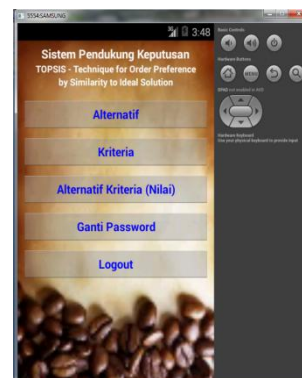 5554:SAMSUNG
3:48
Sistem Pendukung Keputusan
TOPSIS - Technique for Order Preference
by Similarity to Ideal Solution
Alternatif
Kriteria
Alternatif Kriteria (Nilai)
Ganti Password
Logout
Basic Controls
Hardware Buttons
MENU
DPAD not enabled in AVD
Hardware Keyboard
Use your physical keyboard to provide input